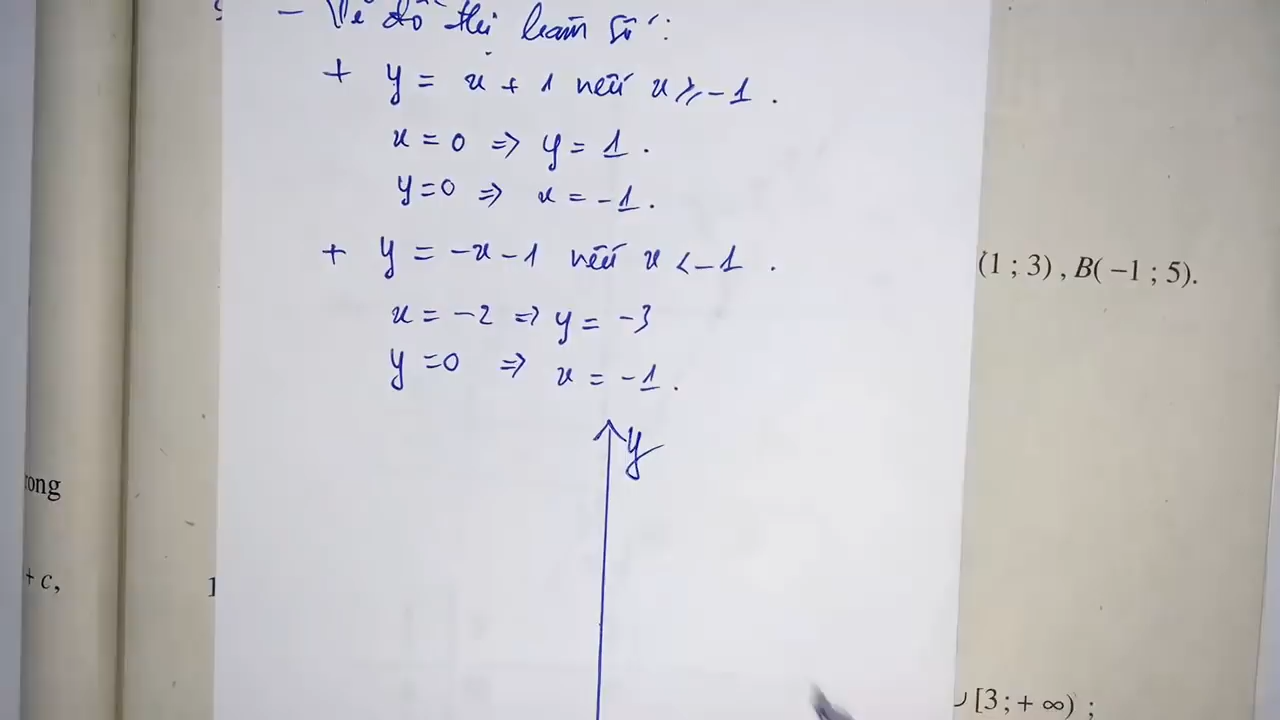 - Vẽ đồ thị hàm số:
+ y = x + 1 nếu x ⩾ -1 .
x = 0 => y = 1 .
y=0 => x = -1 .
+ y = -x - 1 nếu x < -1 .
(1 ; 3) , B( -1 ; 5).
x = -2 => y = -3
y =0 => x = -1 .
y
rong
+ c,
1
[3 ; + ∞) ;